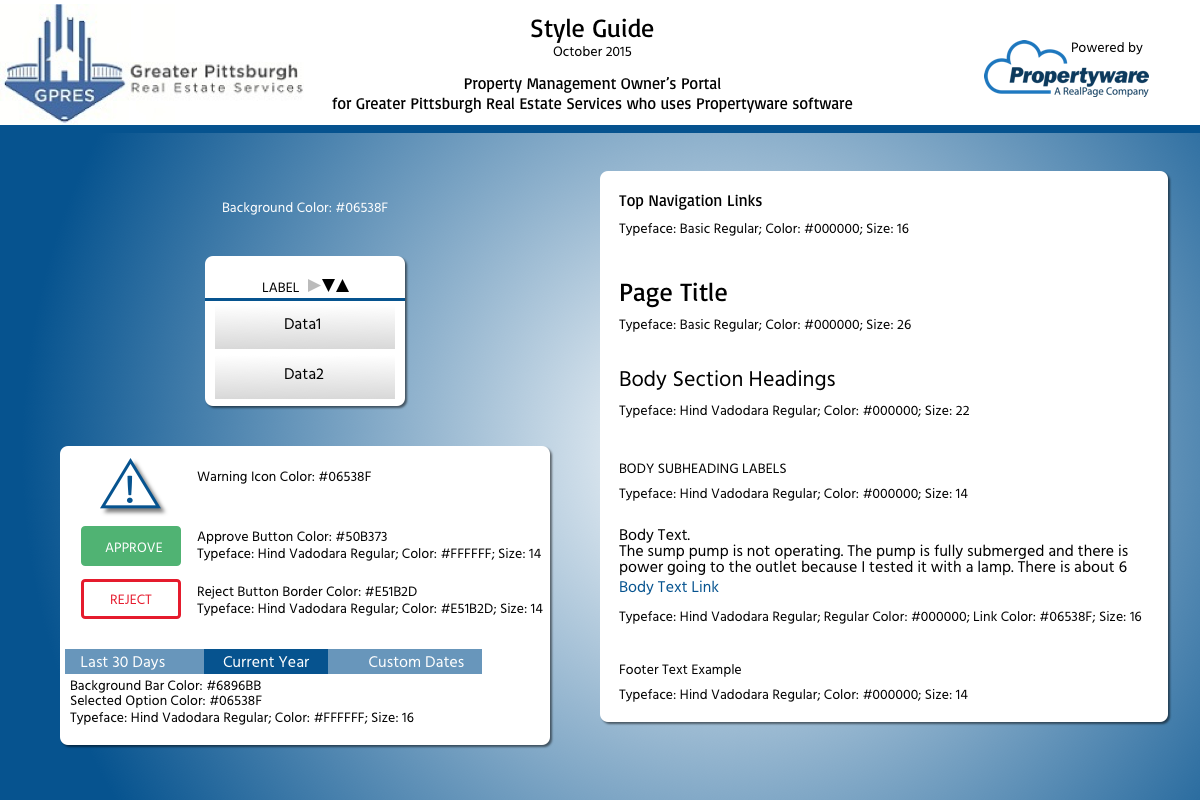 Style Guide
October 2015
Property Management Owner's Portal
for Greater Pittsburgh Real Estate Services who uses Propertyware software
GPRES
Greater Pittsburgh
Real Estate Services
Powered by
Propertyware
A RealPage Company
Background Color: #06538F
LABEL ▶▼▲
Data1
Data2
!
Warning Icon Color: #06538F
APPROVE
Approve Button Color: #50B373
Typeface: Hind Vadodara Regular; Color: #FFFFFF; Size: 14
REJECT
Reject Button Border Color: #E51B2D
Typeface: Hind Vadodara Regular; Color: #E51B2D; Size: 14
Last 30 Days Current Year Custom Dates
Background Bar Color: #6896BB
Selected Option Color: #06538F
Typeface: Hind Vadodara Regular; Color: #FFFFFF; Size: 16
Top Navigation Links
Typeface: Basic Regular; Color: #000000; Size: 16
Page Title
Typeface: Basic Regular; Color: #000000; Size: 26
Body Section Headings
Typeface: Hind Vadodara Regular; Color: #000000; Size: 22
BODY SUBHEADING LABELS
Typeface: Hind Vadodara Regular; Color: #000000; Size: 14
Body Text.
The sump pump is not operating. The pump is fully submerged and there is
power going to the outlet because I tested it with a lamp. There is about 6
Body Text Link
Typeface: Hind Vadodara Regular; Regular Color: #000000; Link Color: #06538F; Size: 16
Footer Text Example
Typeface: Hind Vadodara Regular; Color: #000000; Size: 14